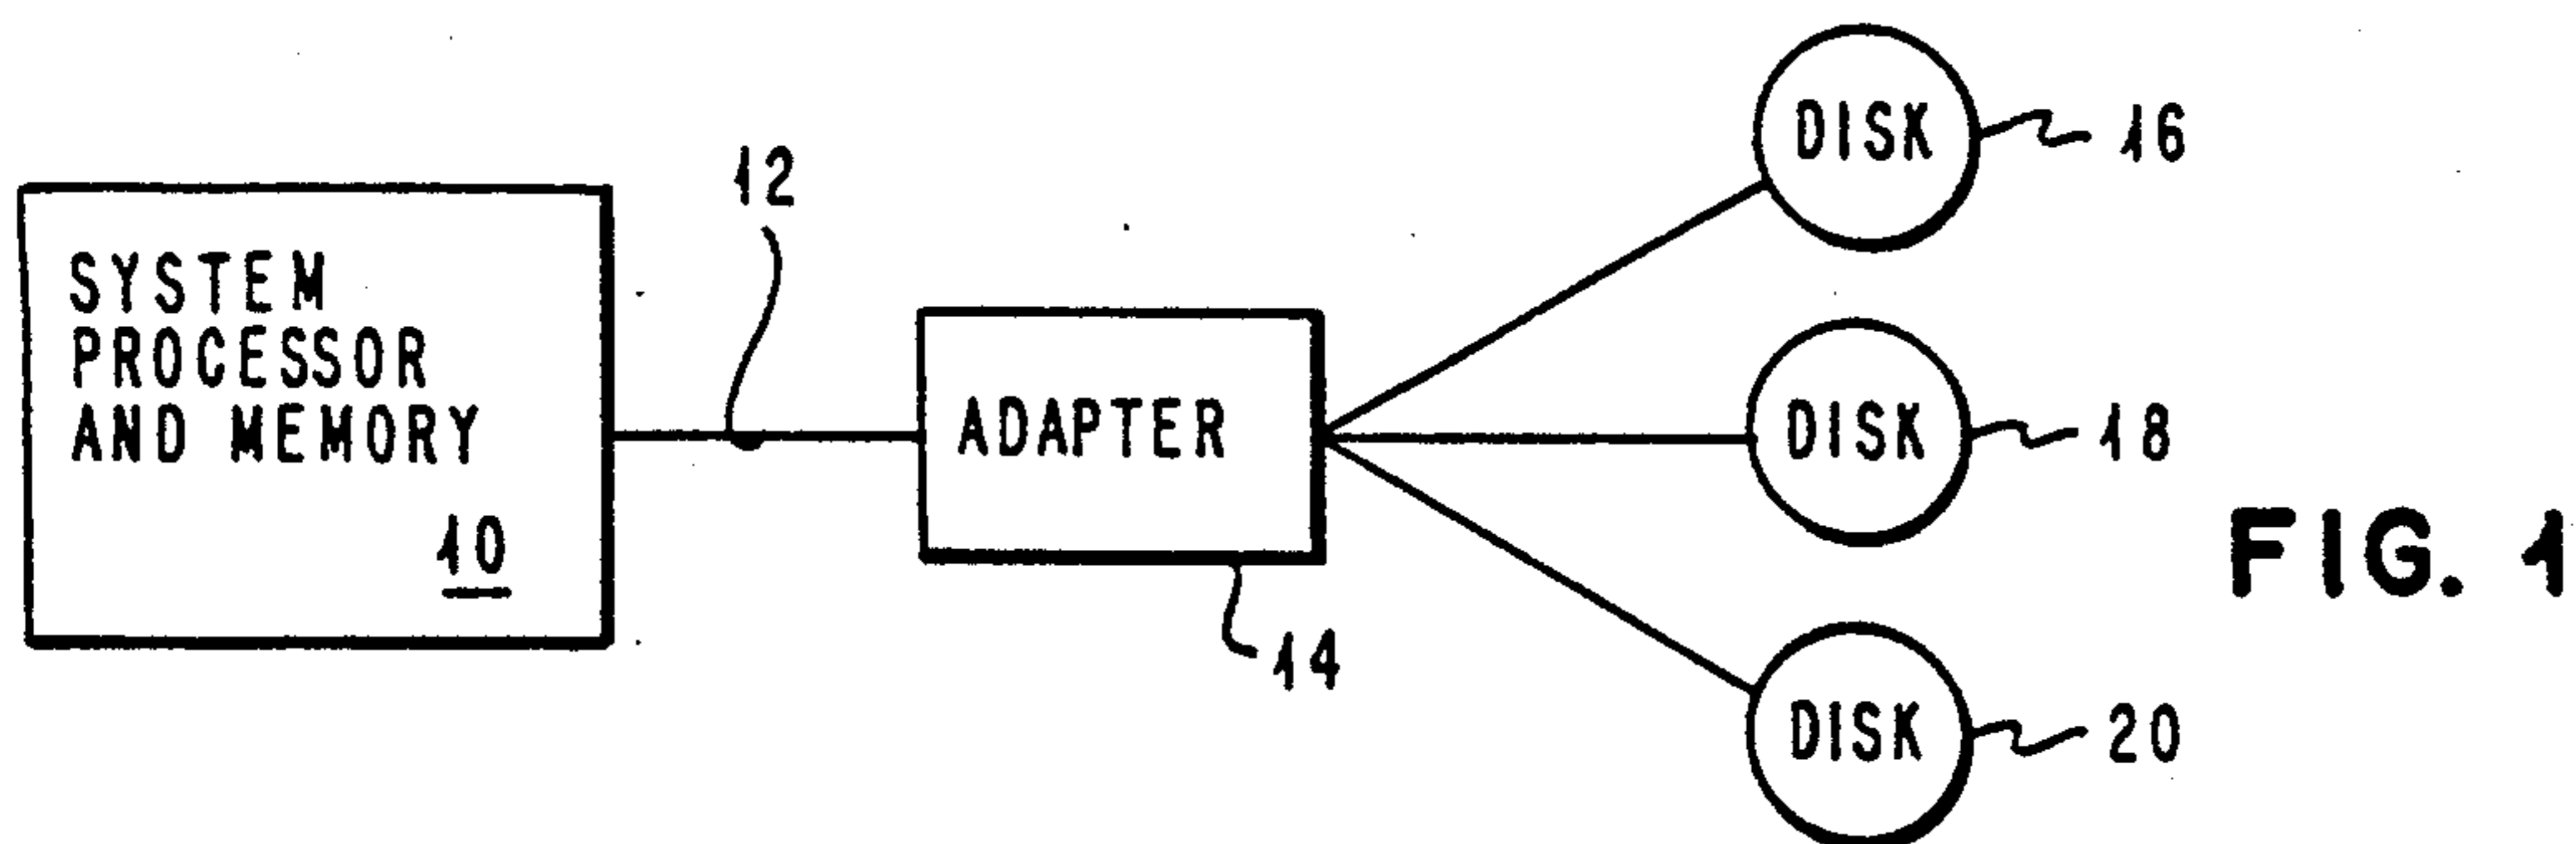 SYSTEM
PROCESSOR
AND MEMORY
10
12
ADAPTER
14
DISK
16
DISK
18
DISK
20
FIG. 1